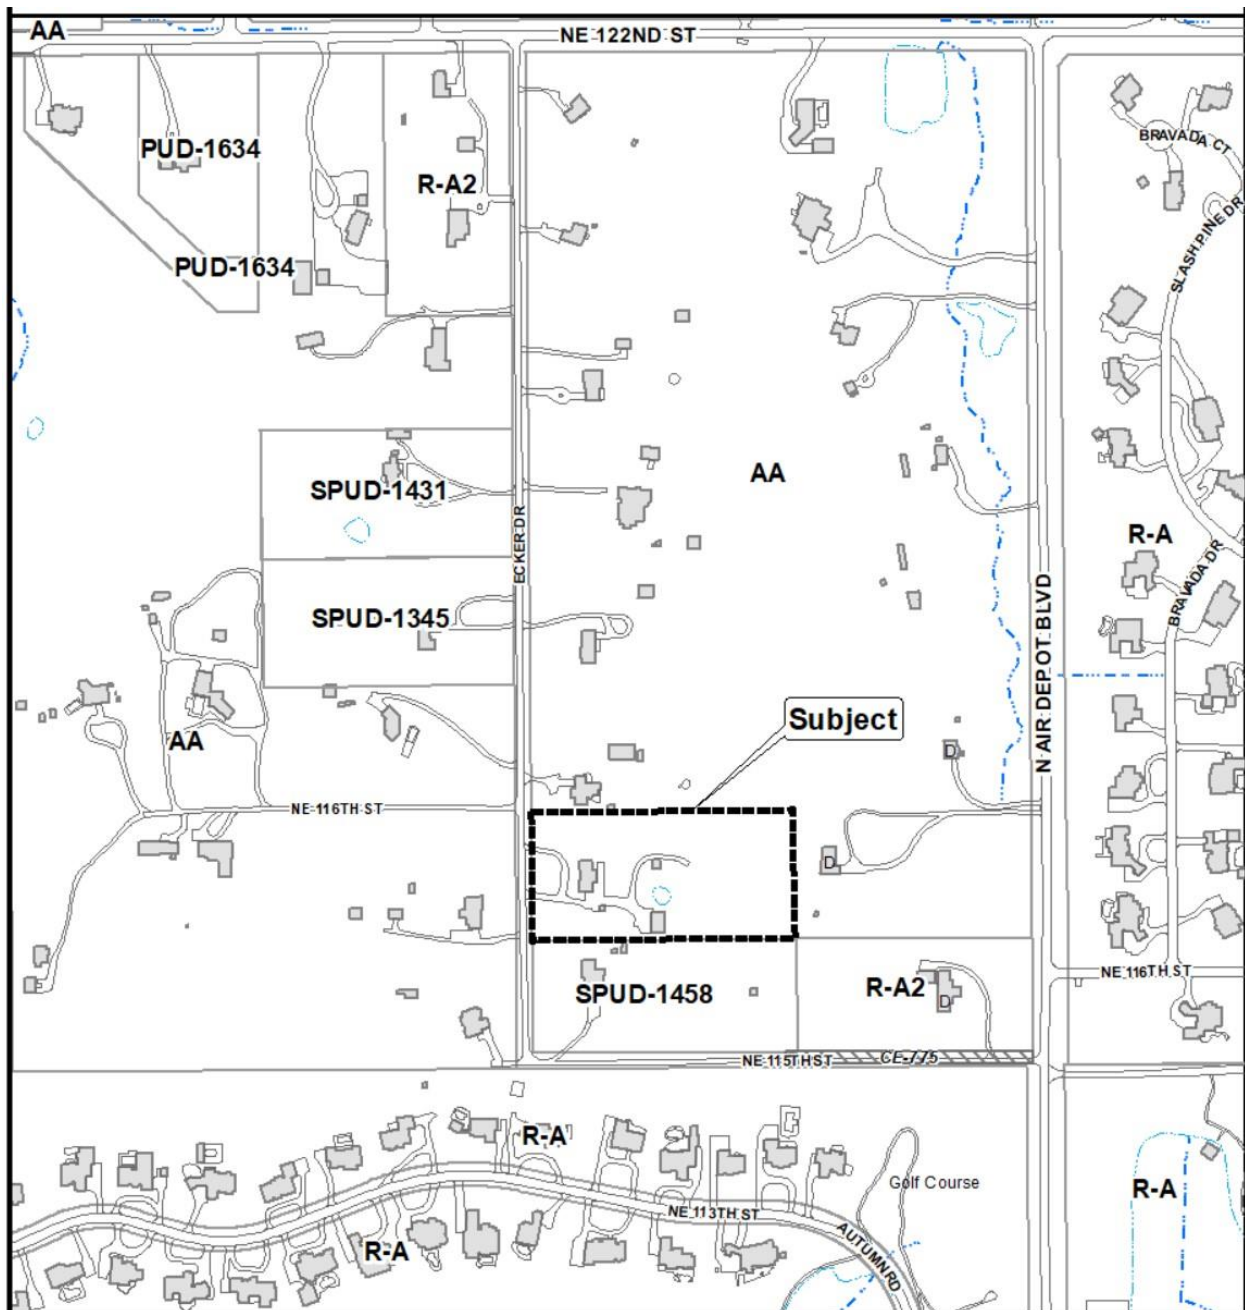 AA
NE 122ND ST
BRAVADA CT
PUD-1634
R-A2
SLASH PINE DR
PUD-1634
SPUD-1431
AA
ECKER DR
R-A
BRAVADA DR
N AIR DEPOT BLVD
SPUD-1345
Subject
AA
D
NE 116TH ST
D
NE 116TH ST
SPUD-1458
R-A2
D
NE 115TH ST
CE-775
R-A
Golf Course
R-A
NE 113TH ST
AUTUMN RD
R-A